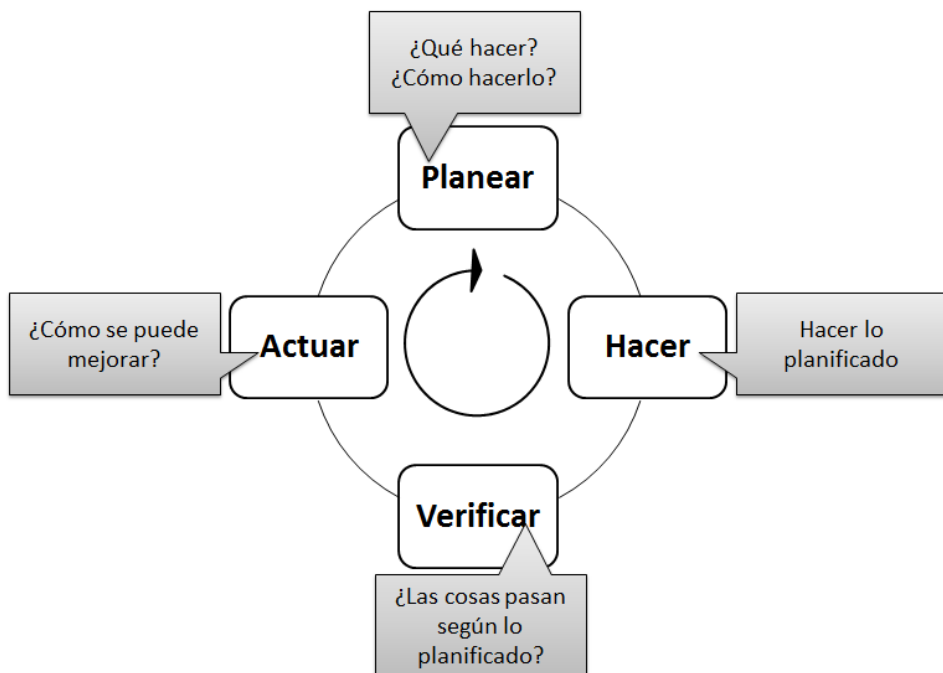 ¿Qué hacer?
¿Cómo hacerlo?
Planear
¿Cómo se puede
mejorar?
Actuar
Hacer
Hacer lo
planificado
Verificar
¿Las cosas pasan
según lo
planificado?